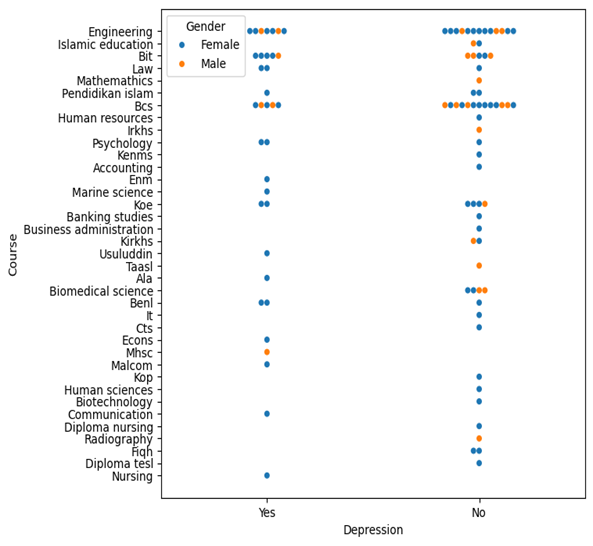 Gender
Female
Male
Engineering
Islamic education
Bit
Law
Mathemathics
Pendidikan islam
Bcs
Human resources
Irkhs
Psychology
Kenms
Accounting
Enm
Marine science
Koe
Banking studies
Business administration
Kirkhs
Usuluddin
Taasl
Ala
Biomedical science
Benl
It
Cts
Econs
Mhsc
Malcom
Kop
Human sciences
Biotechnology
Communication
Diploma nursing
Radiography
Fiqh
Diploma tesl
Nursing
Course
Yes No
Depression